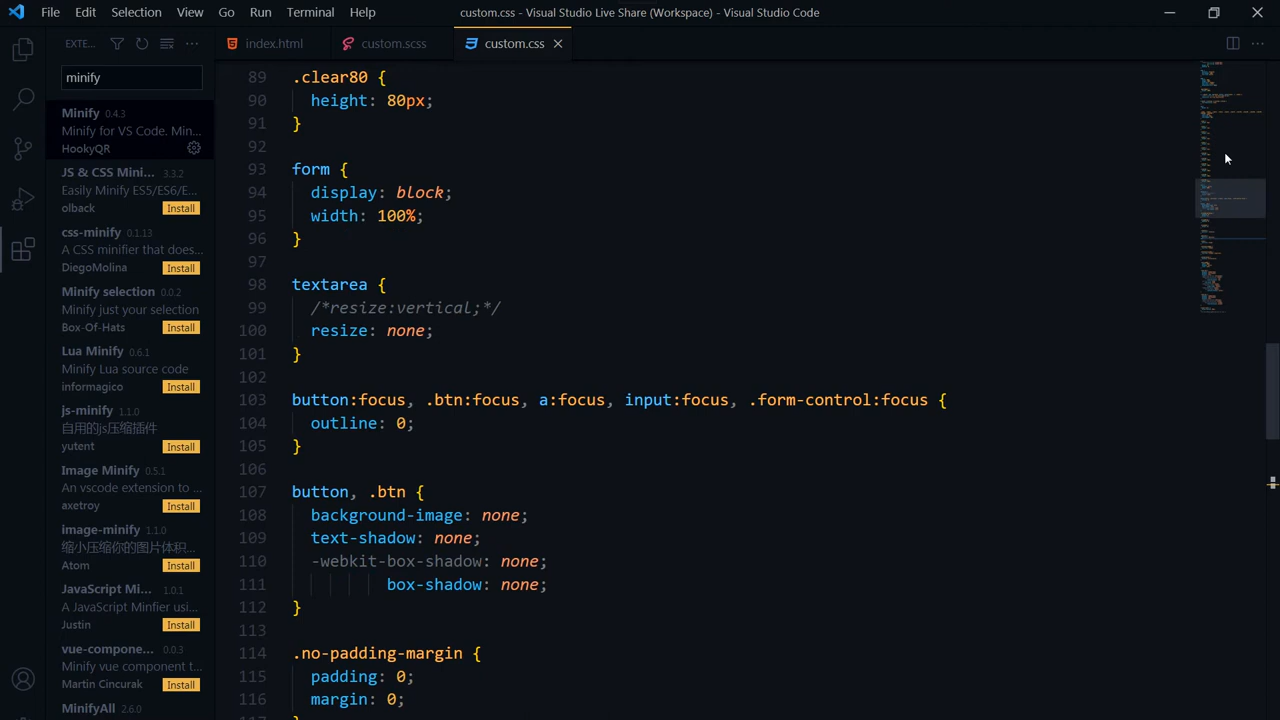 File Edit Selection View Go Run Terminal Help custom.css - Visual Studio Live Share (Workspace) - Visual Studio Code
EXTE... index.html custom.scss custom.css
minify
Minify 0.4.3
Minify for VS Code. Min...
HookyQR
JS & CSS Mini... 3.3.2
Easily Minify ES5/ES6/E...
olback Install
css-minify 0.1.13
A CSS minifier that does...
DiegoMolina Install
Minify selection 0.0.2
Minify just your selection
Box-Of-Hats Install
Lua Minify 0.6.1
Minify Lua source code
informagico Install
js-minify 1.1.0
自用的js压缩插件
yutent Install
Image Minify 0.5.1
An vscode extension to ...
axetroy Install
image-minify 1.1.0
缩小压缩你的图片体积...
Atom Install
JavaScript Mi... 1.0.1
A JavaScript Minfier usi...
Justin Install
vue-compone... 0.0.3
Minify vue component t...
Martin Cincurak Install
MinifyAll 2.6.0
89 .clear80 {
90 height: 80px;
91 }
92
93 form {
94 display: block;
95 width: 100%;
96 }
97
98 textarea {
99 /*resize:vertical;*/
100 resize: none;
101 }
102
103 button:focus, .btn:focus, a:focus, input:focus, .form-control:focus {
104 outline: 0;
105 }
106
107 button, .btn {
108 background-image: none;
109 text-shadow: none;
110 -webkit-box-shadow: none;
111 box-shadow: none;
112 }
113
114 .no-padding-margin {
115 padding: 0;
116 margin: 0;
117 }